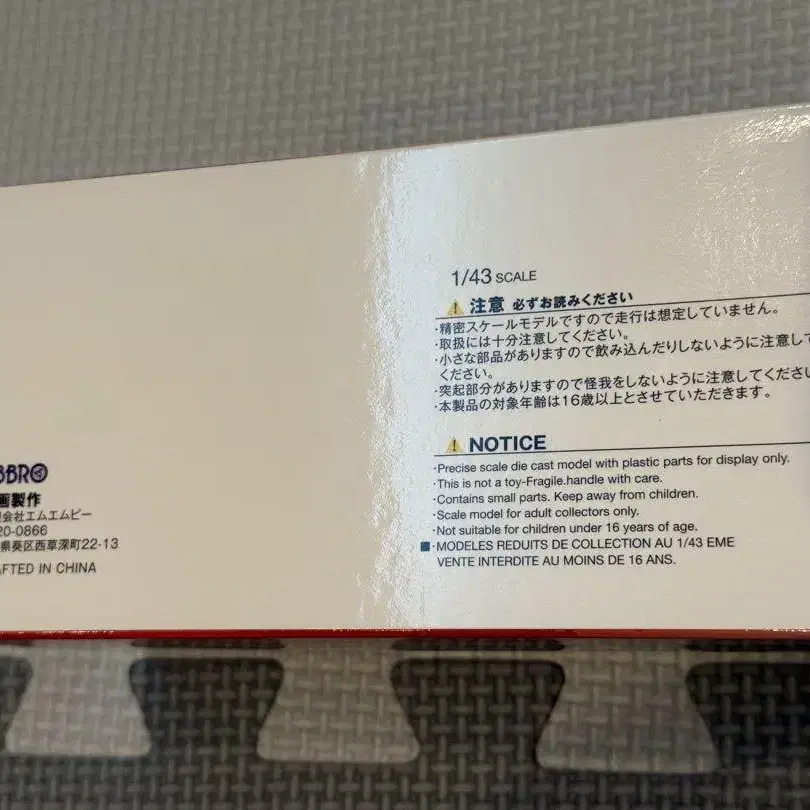 1/43 SCALE
注意 必ずお読みください
・精密スケールモデルですので走行は想定していません。
・取扱には十分注意してください。
・小さな部品がありますので飲み込んだりしないように注意して
ください。
・突起部分がありますので怪我をしないように注意してください
・本製品の対象年齢は16歳以上とさせていただきます。
NOTICE
·Precise scale die cast model with plastic parts for display only.
·This is not a toy-Fragile.handle with care.
·Contains small parts. Keep away from children.
·Scale model for adult collectors only.
·Not suitable for children under 16 years of age.
·MODELES REDUITS DE COLLECTION AU 1/43 EME
VENTE INTERDITE AU MOINS DE 16 ANS.
BBRO
画製作
会社エムエムピー
20-0866
県葵区西草深町22-13
FTED IN CHINA